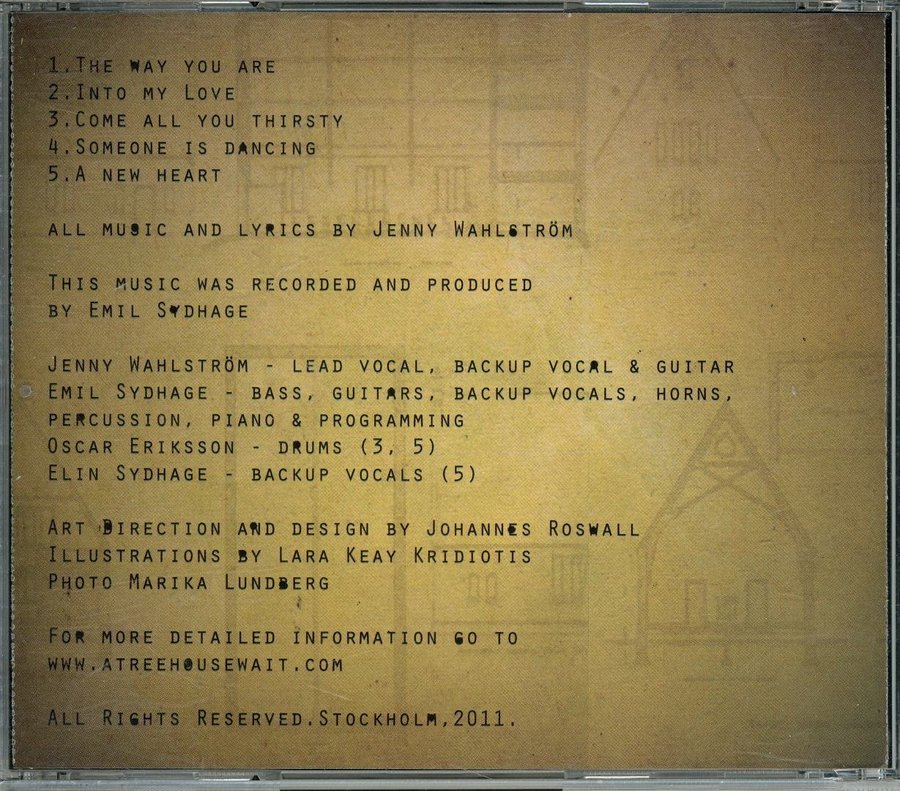 1.The way you are
2.Into my Love
3.Come all you thirsty
4.Someone is dancing
5.A new heart
all music and lyrics by Jenny Wahlström
This music was recorded and produced
by Emil Sydhage
Jenny Wahlström - lead vocal, backup vocal & guitar
Emil Sydhage - bass, guitars, backup vocals, horns,
percussion, piano & programming
Oscar Eriksson - drums (3, 5)
Elin Sydhage - backup vocals (5)
Art Direction and design by Johannes Roswall
Illustrations by Lara Keay Kridiotis
Photo Marika Lundberg
For more detailed information go to
www.atreehousewait.com
All Rights Reserved.Stockholm,2011.